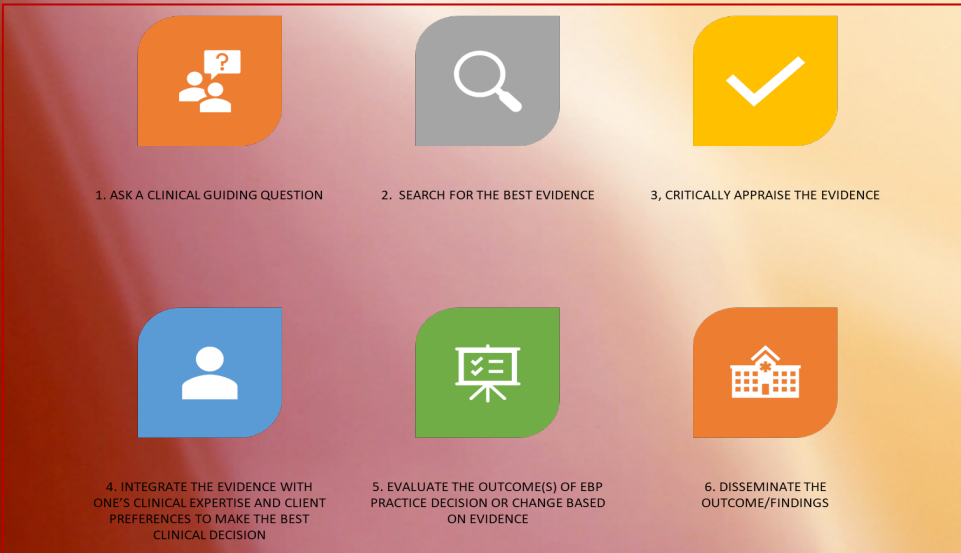 ?
1. ASK A CLINICAL GUIDING QUESTION
2. SEARCH FOR THE BEST EVIDENCE
3, CRITICALLY APPRAISE THE EVIDENCE
4. INTEGRATE THE EVIDENCE WITH
ONE'S CLINICAL EXPERTISE AND CLIENT
PREFERENCES TO MAKE THE BEST
CLINICAL DECISION
5. EVALUATE THE OUTCOME(S) OF EBP
PRACTICE DECISION OR CHANGE BASED
ON EVIDENCE
6. DISSEMINATE THE
OUTCOME/FINDINGS